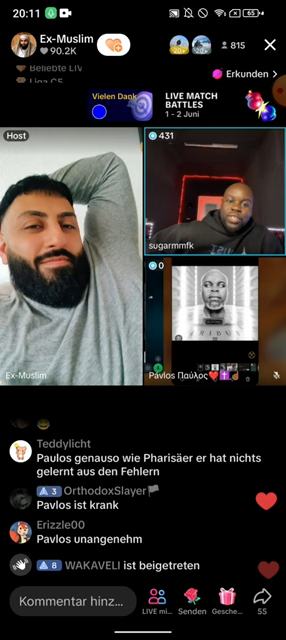 20:11
65
Ex-Muslim
90.2K
20+
20+
815
Beliebte LIV
Liga C5
Erkunden >
Vielen Dank
LIVE MATCH
BATTLES
1 - 2 Juni
Host
431
sugarmmfk
0
Ex-Muslim
Pavlos Παύλος❤️✝️☝🏾
Teddylicht
Paulos genauso wie Pharisäer er hat nichts
gelernt aus den Fehlern
3 OrthodoxSlayer🏳
Pavlos ist krank
Erizzle00
Pavlos unangenehm
8 WAKAVELI ist beigetreten
Kommentar hinz...
LIVE mi...
Senden
Gesche...
55